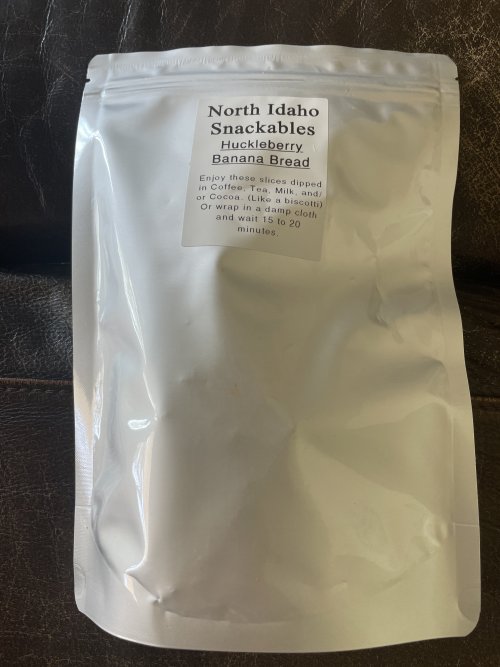 North Idaho
Snackables
Huckleberry
Banana Bread
Enjoy these slices dipped
in Coffee, Tea, Milk, and/
or Cocoa. (Like a biscotti)
Or wrap in a damp cloth
and wait 15 to 20
minutes.